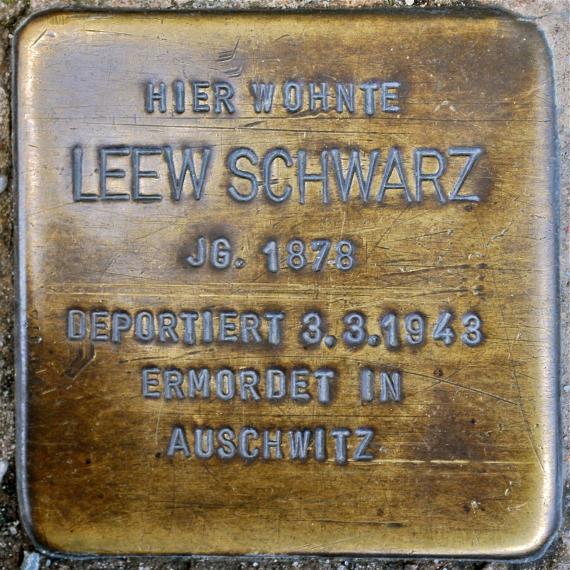 HIER WOHNTE
LEEW SCHWARZ
JG. 1878
DEPORTIERT 3.3.1943
ERMORDET IN
AUSCHWITZ